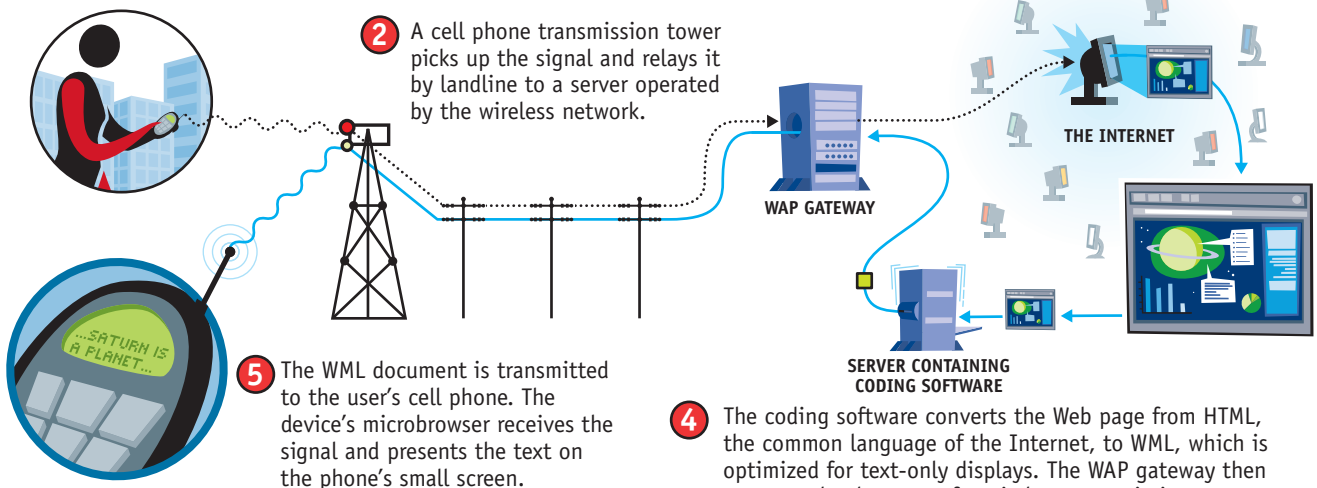 2
A cell phone transmission tower
picks up the signal and relays it
by landline to a server operated
by the wireless network.
THE INTERNET
WAP GATEWAY
SERVER CONTAINING
CODING SOFTWARE
...SATURN IS
A PLANET...
5
The WML document is transmitted
to the user's cell phone. The
device's microbrowser receives the
signal and presents the text on
the phone's small screen.
4
The coding software converts the Web page from HTML,
the common language of the Internet, to WML, which is
optimized for text-only displays. The WAP gateway then